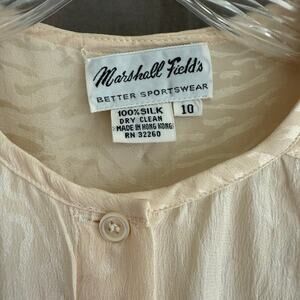 Marshall Field's
BETTER SPORTSWEAR
100% SILK
DRY CLEAN
MADE IN HONG KONG
RN 32260
10